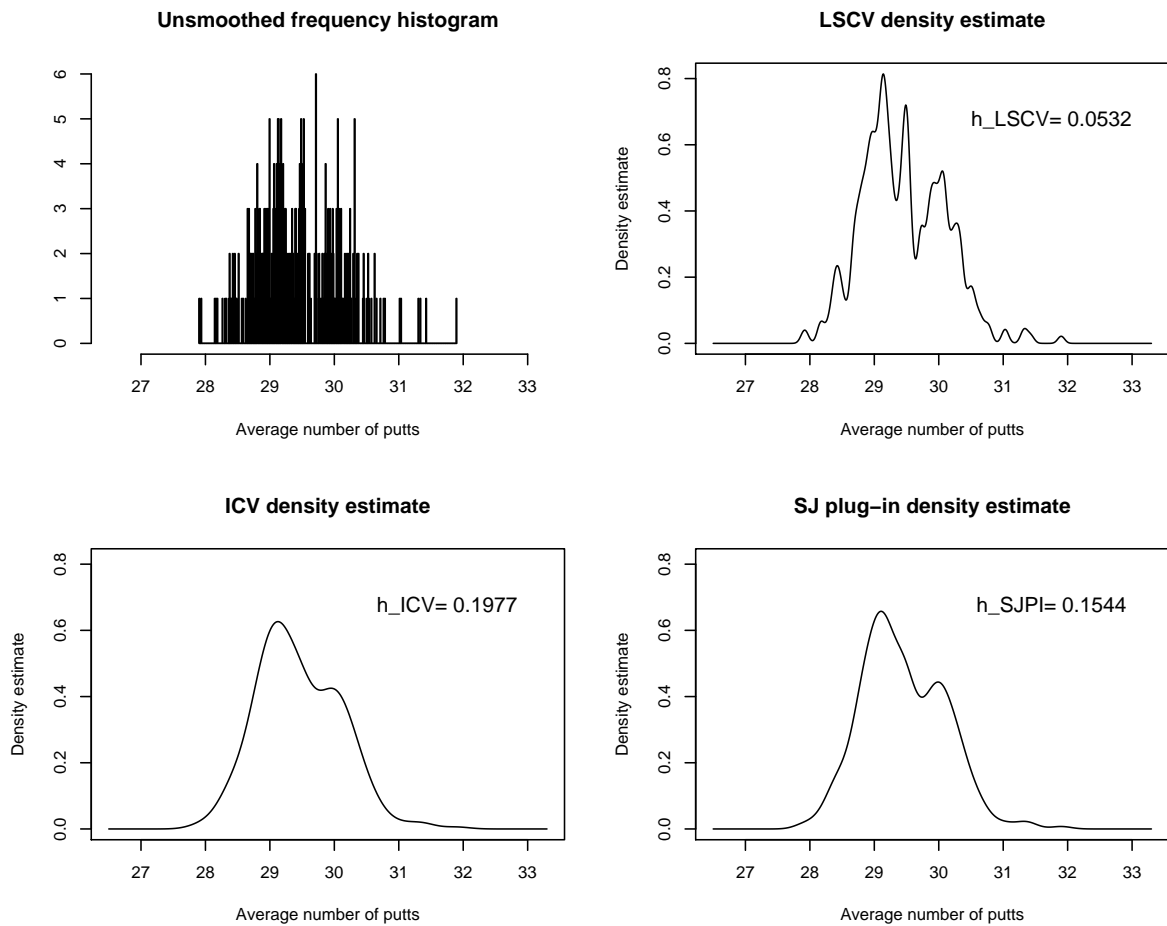 Unsmoothed frequency histogram
0 1 2 3 4 5 6
27 28 29 30 31 32 33
Average number of putts
LSCV density estimate
h_LSCV= 0.0532
Density estimate
0.0 0.2 0.4 0.6 0.8
27 28 29 30 31 32 33
Average number of putts
ICV density estimate
h_ICV= 0.1977
Density estimate
0.0 0.2 0.4 0.6 0.8
27 28 29 30 31 32 33
Average number of putts
SJ plug−in density estimate
h_SJPI= 0.1544
Density estimate
0.0 0.2 0.4 0.6 0.8
27 28 29 30 31 32 33
Average number of putts